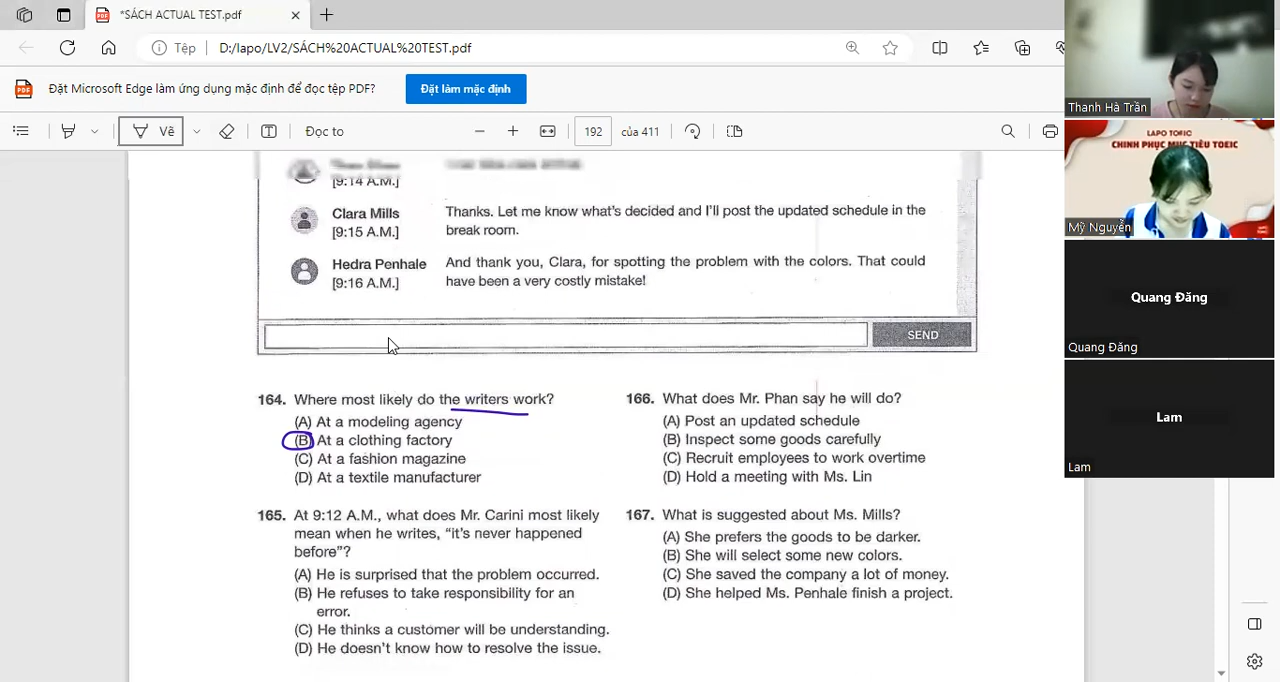 *SÁCH ACTUAL TEST.pdf
Tệp
D:/lapo/LV2/SÁCH%20ACTUAL%20TEST.pdf
Đặt Microsoft Edge làm ứng dụng mặc định để đọc tệp PDF?
Đặt làm mặc định
Vẽ
Đọc to
192
của 411
[9:14 A.M.]
Clara Mills
[9:15 A.M.]
Thanks. Let me know what's decided and I'll post the updated schedule in the
break room.
Hedra Penhale
[9:16 A.M.]
And thank you, Clara, for spotting the problem with the colors. That could
have been a very costly mistake!
SEND
164. Where most likely do the writers work?
(A) At a modeling agency
(B) At a clothing factory
(C) At a fashion magazine
(D) At a textile manufacturer
165. At 9:12 A.M., what does Mr. Carini most likely
mean when he writes, "it's never happened
before"?
(A) He is surprised that the problem occurred.
(B) He refuses to take responsibility for an
error.
(C) He thinks a customer will be understanding.
(D) He doesn't know how to resolve the issue.
166. What does Mr. Phan say he will do?
(A) Post an updated schedule
(B) Inspect some goods carefully
(C) Recruit employees to work overtime
(D) Hold a meeting with Ms. Lin
167. What is suggested about Ms. Mills?
(A) She prefers the goods to be darker.
(B) She will select some new colors.
(C) She saved the company a lot of money.
(D) She helped Ms. Penhale finish a project.
Thanh Hà Trần
LAPO TOEIC
CHINH PHỤC MỤC TIÊU TOEIC
Mỹ Nguyễn
Quang Đăng
Quang Đăng
Lam
Lam